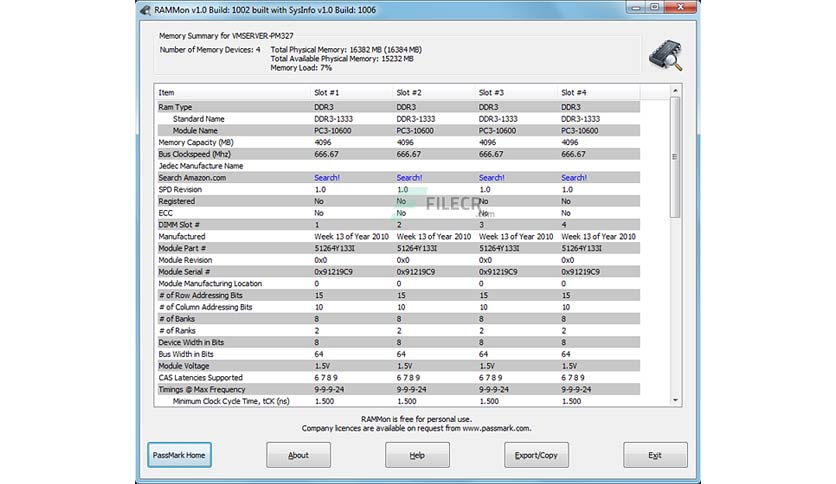 RAMMon v1.0 Build: 1002 built with SysInfo v1.0 Build: 1006
Memory Summary for VMSERVER-PM327
Number of Memory Devices: 4 Total Physical Memory: 16382 MB (16384 MB)
Total Available Physical Memory: 15232 MB
Memory Load: 7%
Item Slot #1 Slot #2 Slot #3 Slot #4
Ram Type DDR3 DDR3 DDR3 DDR3
Standard Name DDR3-1333 DDR3-1333 DDR3-1333 DDR3-1333
Module Name PC3-10600 PC3-10600 PC3-10600 PC3-10600
Memory Capacity (MB) 4096 4096 4096 4096
Bus Clockspeed (Mhz) 666.67 666.67 666.67 666.67
Jedec Manufacture Name
Search Amazon.com Search! Search! Search! Search!
SPD Revision 1.0 1.0 1.0 1.0
Registered No No No No
FILECR
.com
ECC No No No No
DIMM Slot # 1 2 3 4
Manufactured Week 13 of Year 2010 Week 13 of Year 2010 Week 13 of Year 2010 Week 13 of Year 2010
Module Part # 51264Y133I 51264Y133I 51264Y133I 51264Y133I
Module Revision 0x0 0x0 0x0 0x0
Module Serial # 0x91219C9 0x91219C9 0x91219C9 0x91219C9
Module Manufacturing Location 0 0 0 0
# of Row Addressing Bits 15 15 15 15
# of Column Addressing Bits 10 10 10 10
# of Banks 8 8 8 8
# of Ranks 2 2 2 2
Device Width in Bits 8 8 8 8
Bus Width in Bits 64 64 64 64
Module Voltage 1.5V 1.5V 1.5V 1.5V
CAS Latencies Supported 6 7 8 9 6 7 8 9 6 7 8 9 6 7 8 9
Timings @ Max Frequency 9-9-9-24 9-9-9-24 9-9-9-24 9-9-9-24
Minimum Clock Cycle Time, tCK (ns) 1.500 1.500 1.500 1.500
RAMMon is free for personal use.
Company licences are available on request from www.passmark.com.
PassMark Home About Help Export/Copy Exit